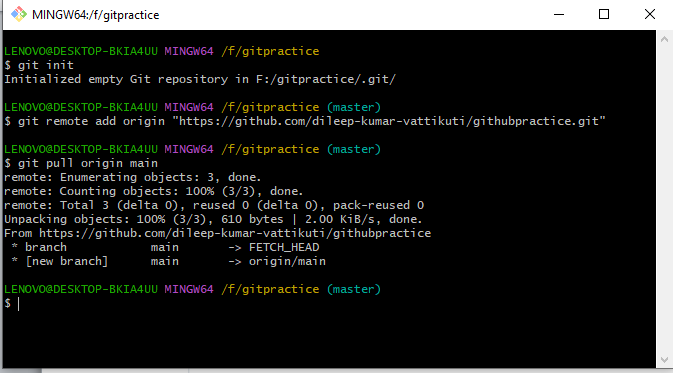 MINGW64:/f/gitpractice
LENOVO@DESKTOP-BKIA4UU MINGW64 /f/gitpractice
$ git init
Initialized empty Git repository in F:/gitpractice/.git/
LENOVO@DESKTOP-BKIA4UU MINGW64 /f/gitpractice (master)
$ git remote add origin "https://github.com/dileep-kumar-vattikuti/githubpractice.git"
LENOVO@DESKTOP-BKIA4UU MINGW64 /f/gitpractice (master)
$ git pull origin main
remote: Enumerating objects: 3, done.
remote: Counting objects: 100% (3/3), done.
remote: Total 3 (delta 0), reused 0 (delta 0), pack-reused 0
Unpacking objects: 100% (3/3), 610 bytes | 2.00 KiB/s, done.
From https://github.com/dileep-kumar-vattikuti/githubpractice
 * branch            main       -> FETCH_HEAD
 * [new branch]      main       -> origin/main
LENOVO@DESKTOP-BKIA4UU MINGW64 /f/gitpractice (master)
$